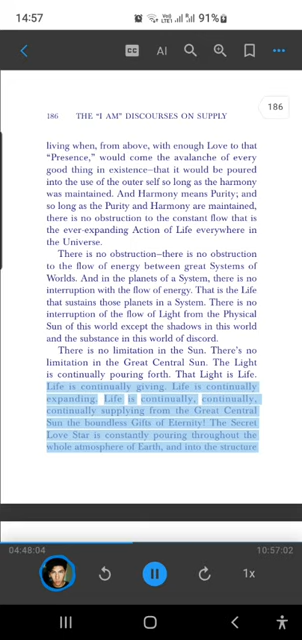 14:57
91%
CC
AI
186
186 THE “I AM” DISCOURSES ON SUPPLY
living when, from above, with enough Love to that
“Presence,” would come the avalanche of every
good thing in existence—that it would be poured
into the use of the outer self so long as the harmony
was maintained. And Harmony means Purity; and
so long as the Purity and Harmony are maintained,
there is no obstruction to the constant flow that is
the ever-expanding Action of Life everywhere in
the Universe.
There is no obstruction—there is no obstruction
to the flow of energy between great Systems of
Worlds. And in the planets of a System, there is no
interruption with the flow of energy. That is the Life
that sustains those planets in a System. There is no
interruption of the flow of Light from the Physical
Sun of this world except the shadows in this world
and the substance in this world of discord.
There is no limitation in the Sun. There’s no
limitation in the Great Central Sun. The Light
is continually pouring forth. That Light is Life.
Life is continually giving. Life is continually
expanding. Life is continually, continually,
continually supplying from the Great Central
Sun the boundless Gifts of Eternity! The Secret
Love Star is constantly pouring throughout the
whole atmosphere of Earth, and into the structure
04:48:04 10:57:02
1x